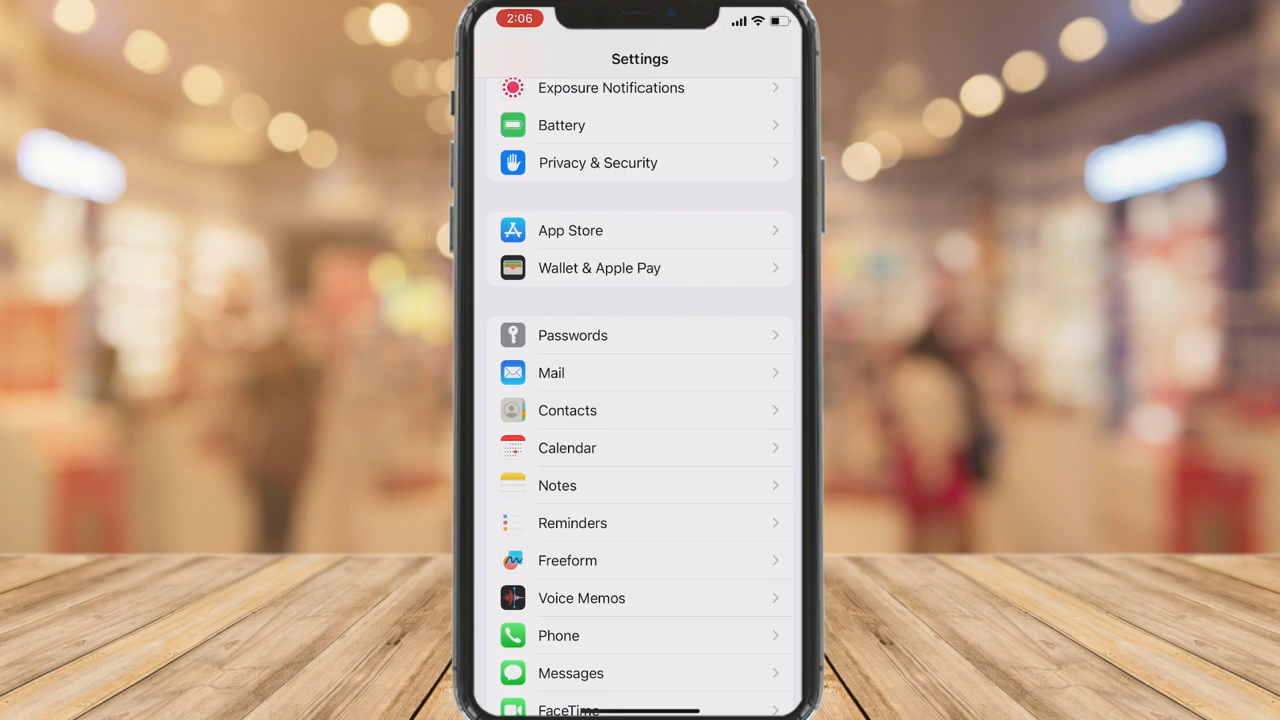 2:06
Settings
Exposure Notifications
Battery
Privacy & Security
App Store
Wallet & Apple Pay
Passwords
Mail
Contacts
Calendar
Notes
Reminders
Freeform
Voice Memos
Phone
Messages
FaceTime